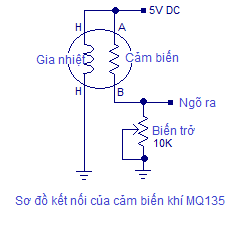 5V DC
H
A
Gia nhiệt
Cảm biến
H
B
Ngõ ra
Biến trở
10K
Sơ đồ kết nối của cảm biến khí MQ135